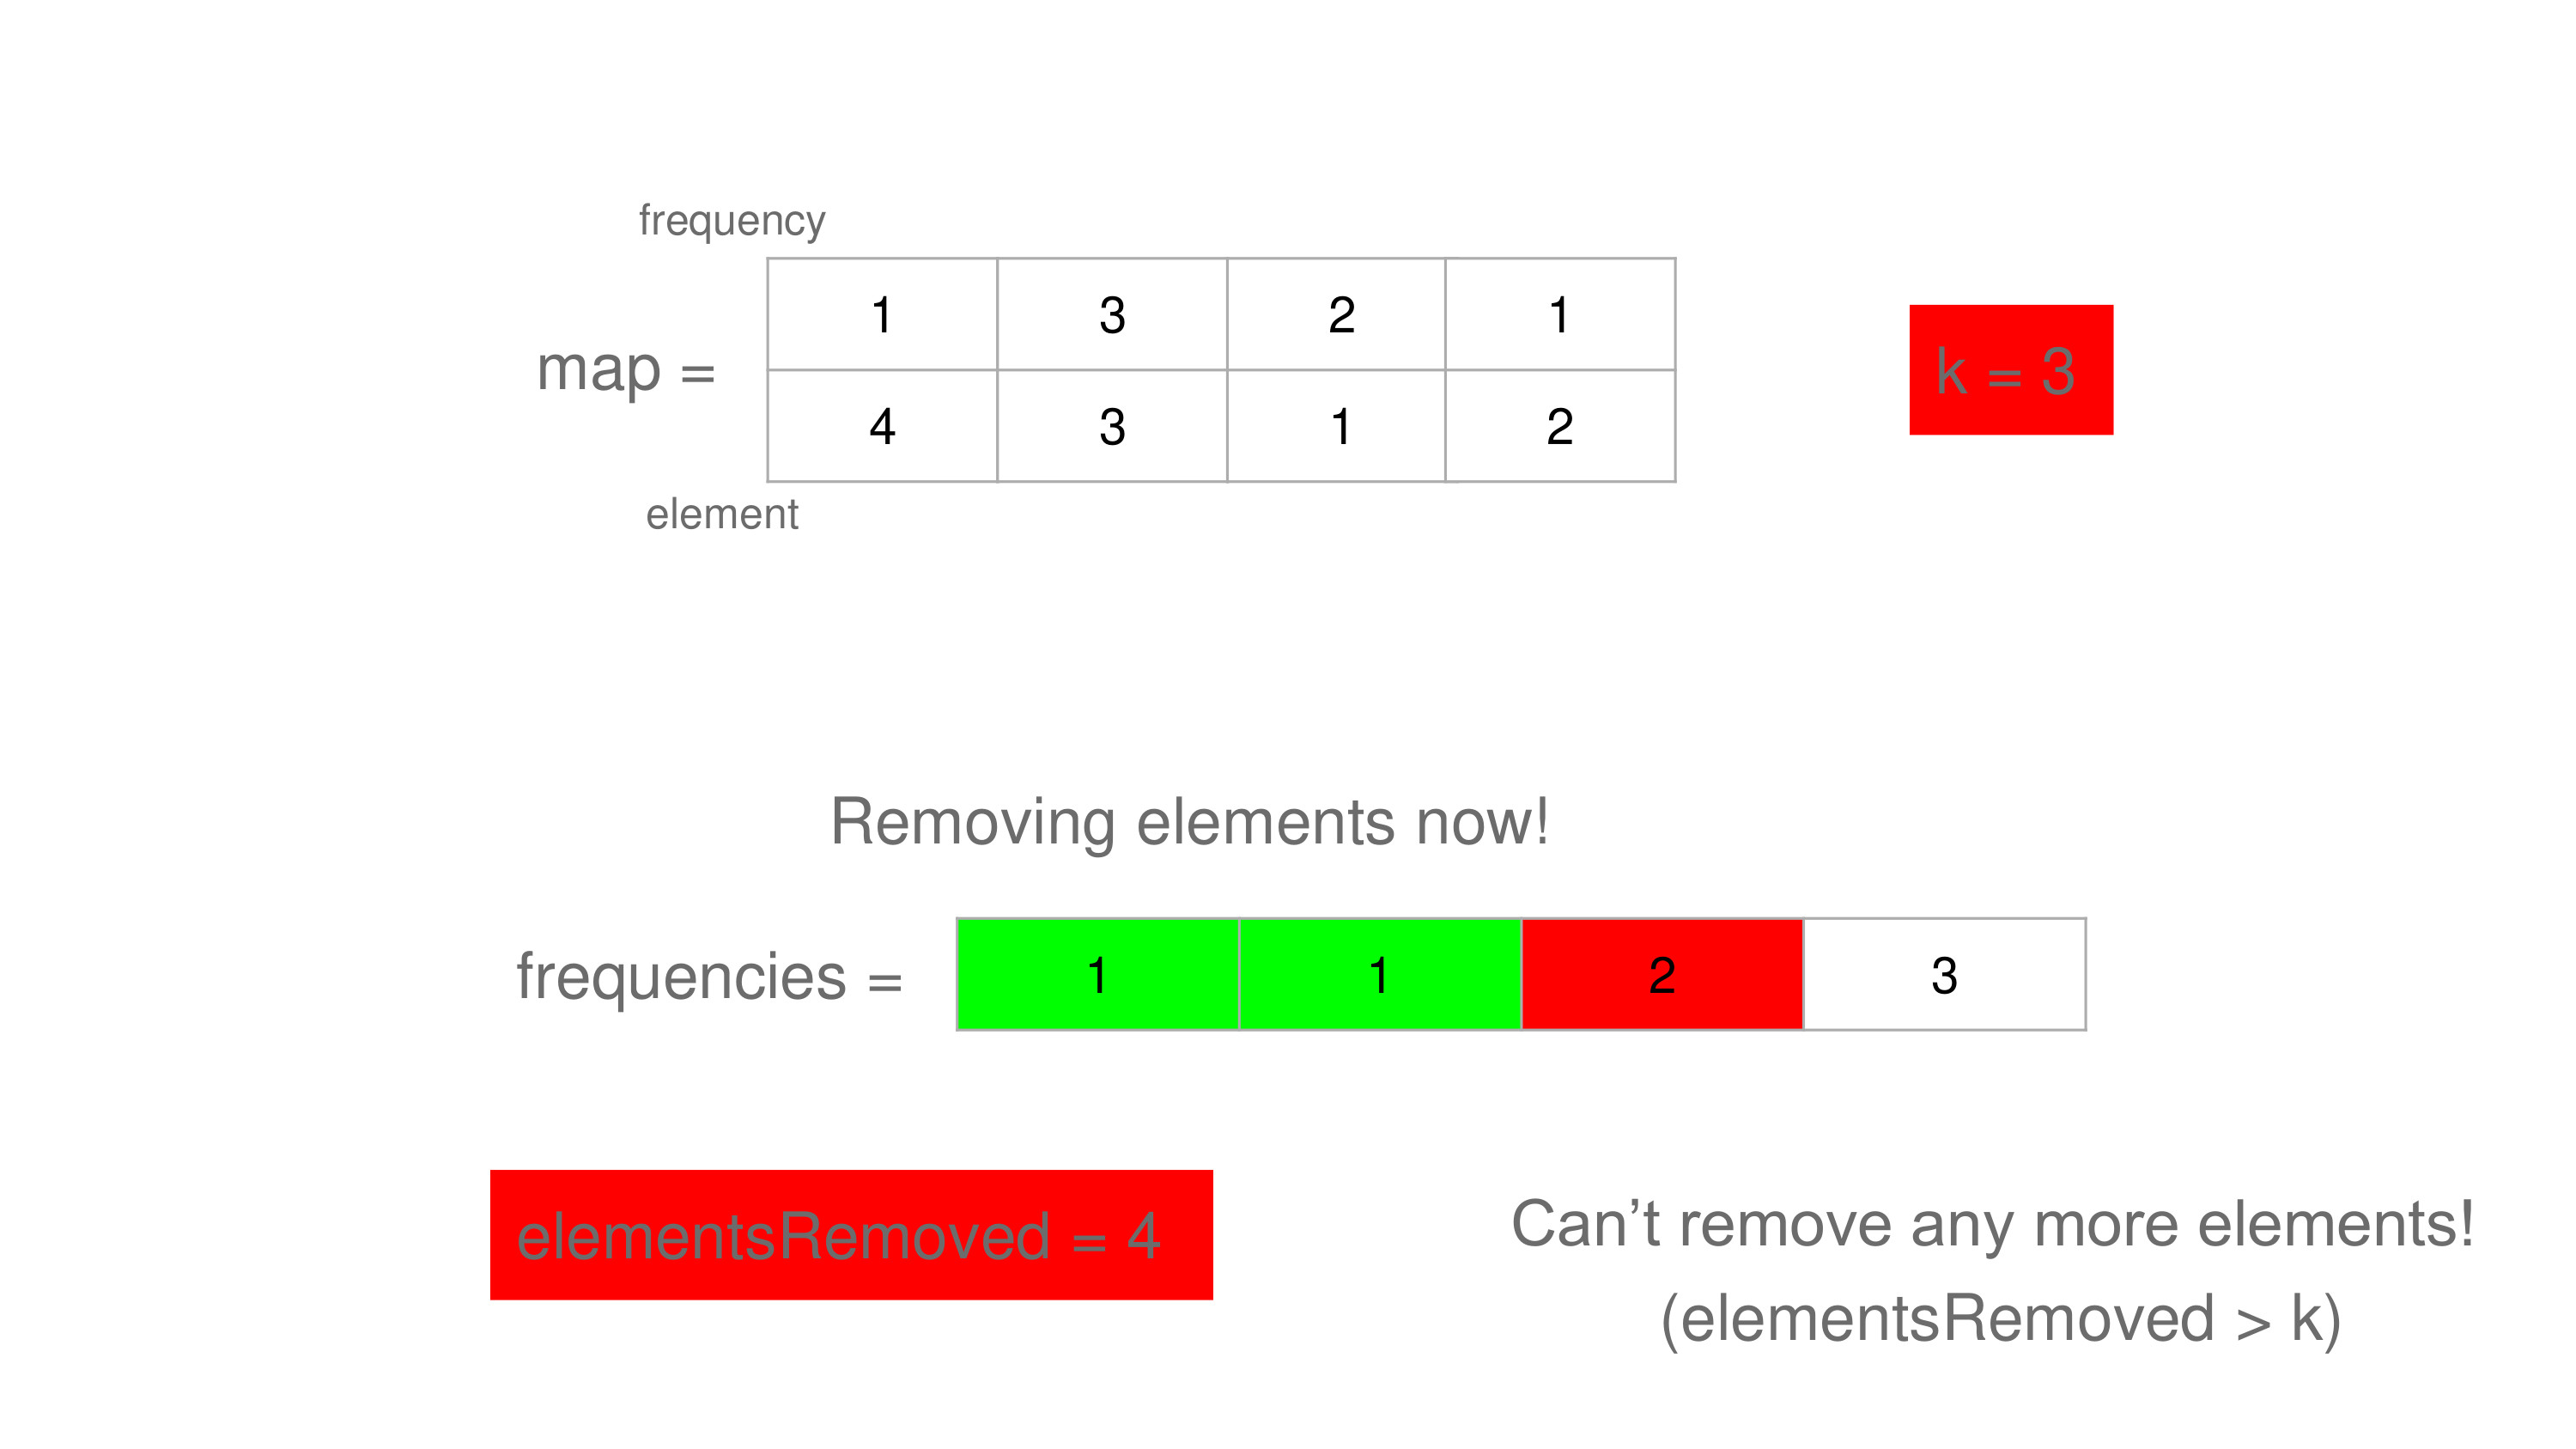 frequency
map =
1 3 2 1
4 3 1 2
k = 3
element
Removing elements now!
frequencies =
1 1 2 3
elementsRemoved = 4
Can’t remove any more elements!
(elementsRemoved > k)